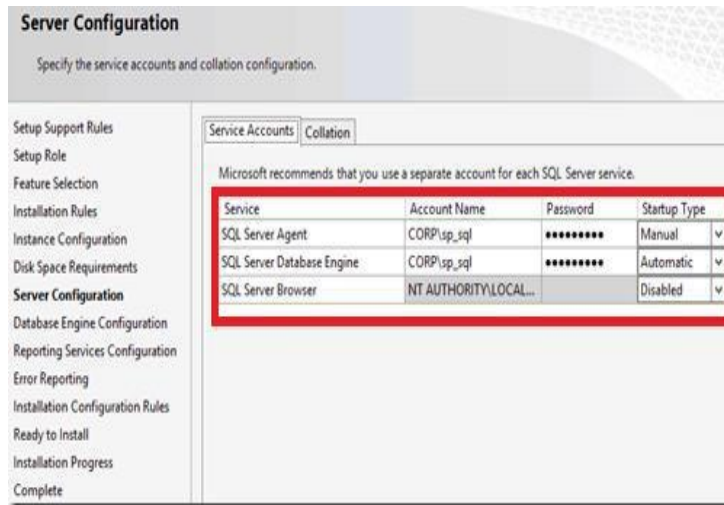 Server Configuration
Specify the service accounts and collation configuration.
Setup Support Rules
Setup Role
Feature Selection
Installation Rules
Instance Configuration
Disk Space Requirements
Server Configuration
Database Engine Configuration
Reporting Services Configuration
Error Reporting
Installation Configuration Rules
Ready to Install
Installation Progress
Complete
Service Accounts Collation
Microsoft recommends that you use a separate account for each SQL Server service.
Service Account Name Password Startup Type
SQL Server Agent CORP\sp_sql ●●●●●●●●● Manual
SQL Server Database Engine CORP\sp_sql ●●●●●●●●● Automatic
SQL Server Browser NT AUTHORITY\LOCAL... Disabled